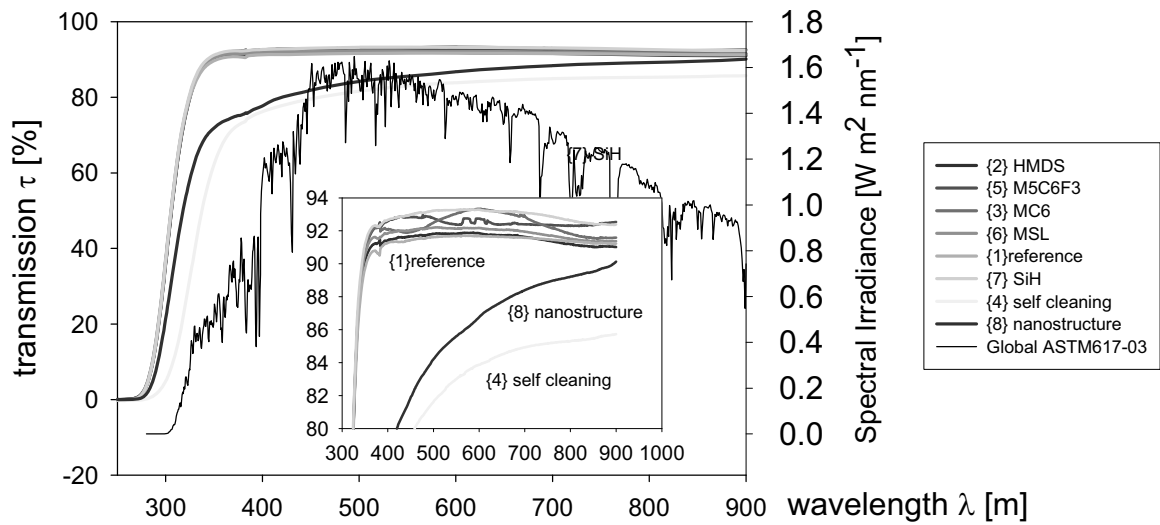 100
80
60
40
20
0
-20
transmission τ [%]
300 400 500 600 700 800 900
wavelength λ [m]
1.8
1.6
1.4
1.2
1.0
0.8
0.6
0.4
0.2
0.0
Spectral Irradiance [W m2 nm-1]
{7} SiH
94
92
90
88
86
84
82
80
{1}reference
{8} nanostructure
{4} self cleaning
300 400 500 600 700 800 900 1000
{2} HMDS
{5} M5C6F3
{3} MC6
{6} MSL
{1}reference
{7} SiH
{4} self cleaning
{8} nanostructure
Global ASTM617-03